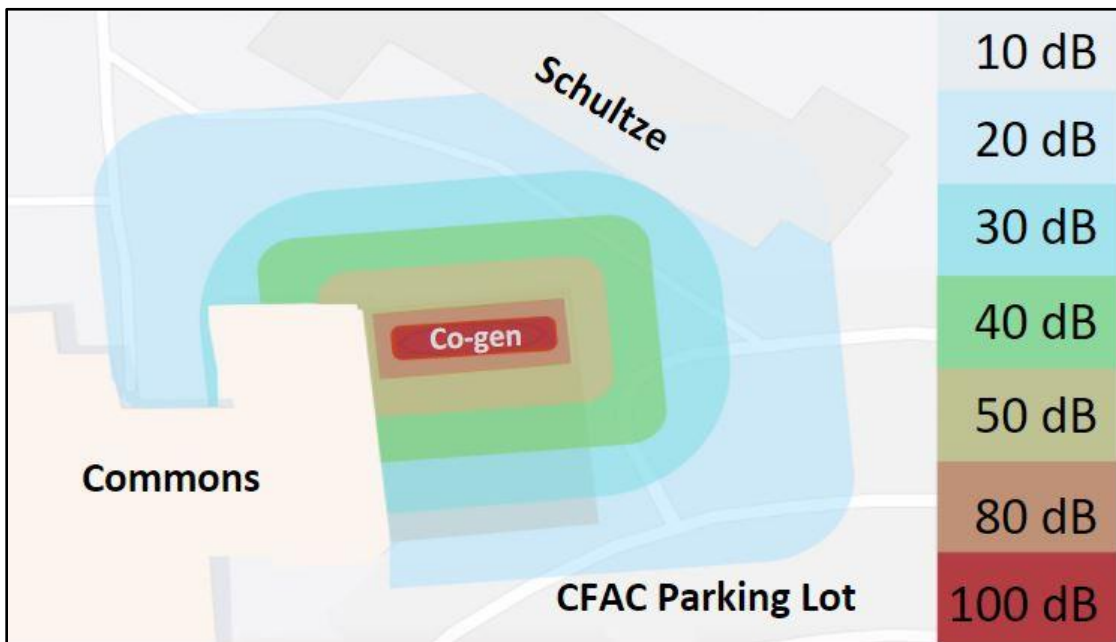 Schultze
Co-gen
Commons
CFAC Parking Lot
10 dB
20 dB
30 dB
40 dB
50 dB
80 dB
100 dB